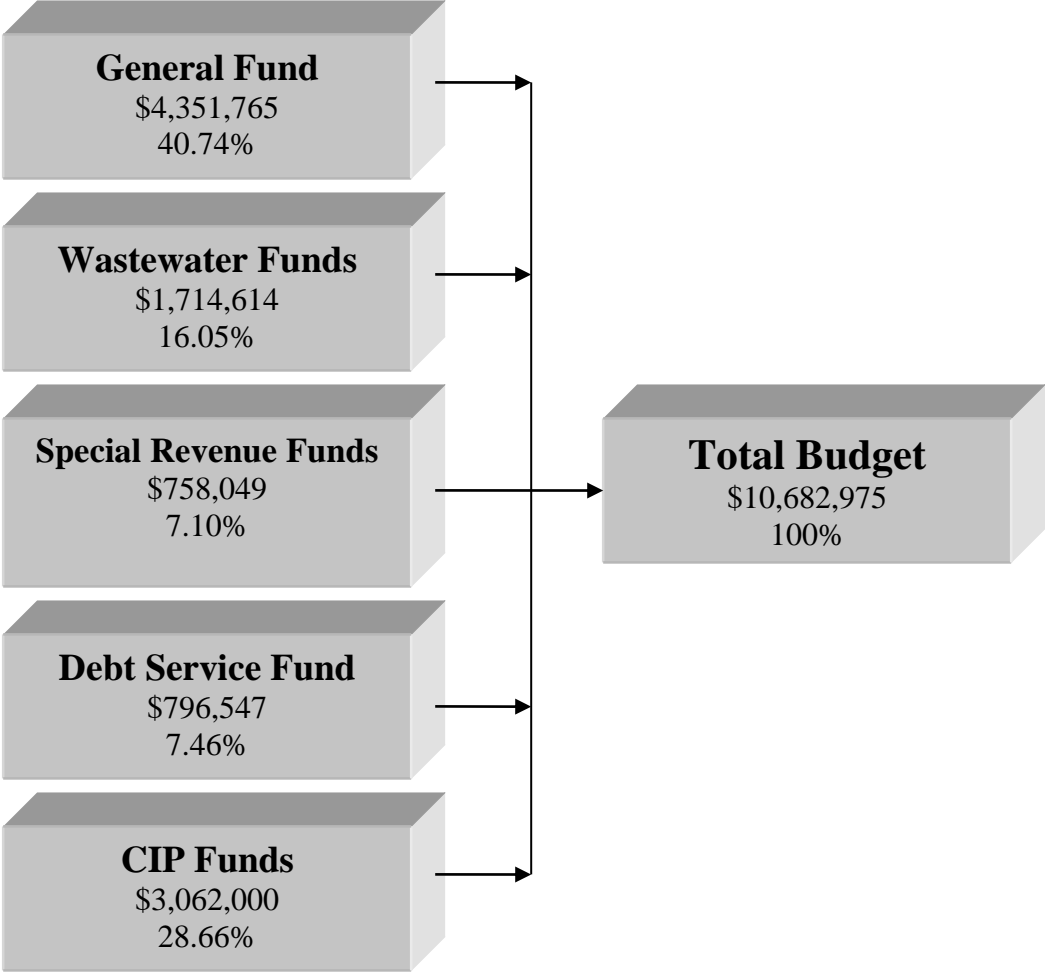 General Fund
$4,351,765
40.74%
Wastewater Funds
$1,714,614
16.05%
Special Revenue Funds
$758,049
7.10%
Total Budget
$10,682,975
100%
Debt Service Fund
$796,547
7.46%
CIP Funds
$3,062,000
28.66%